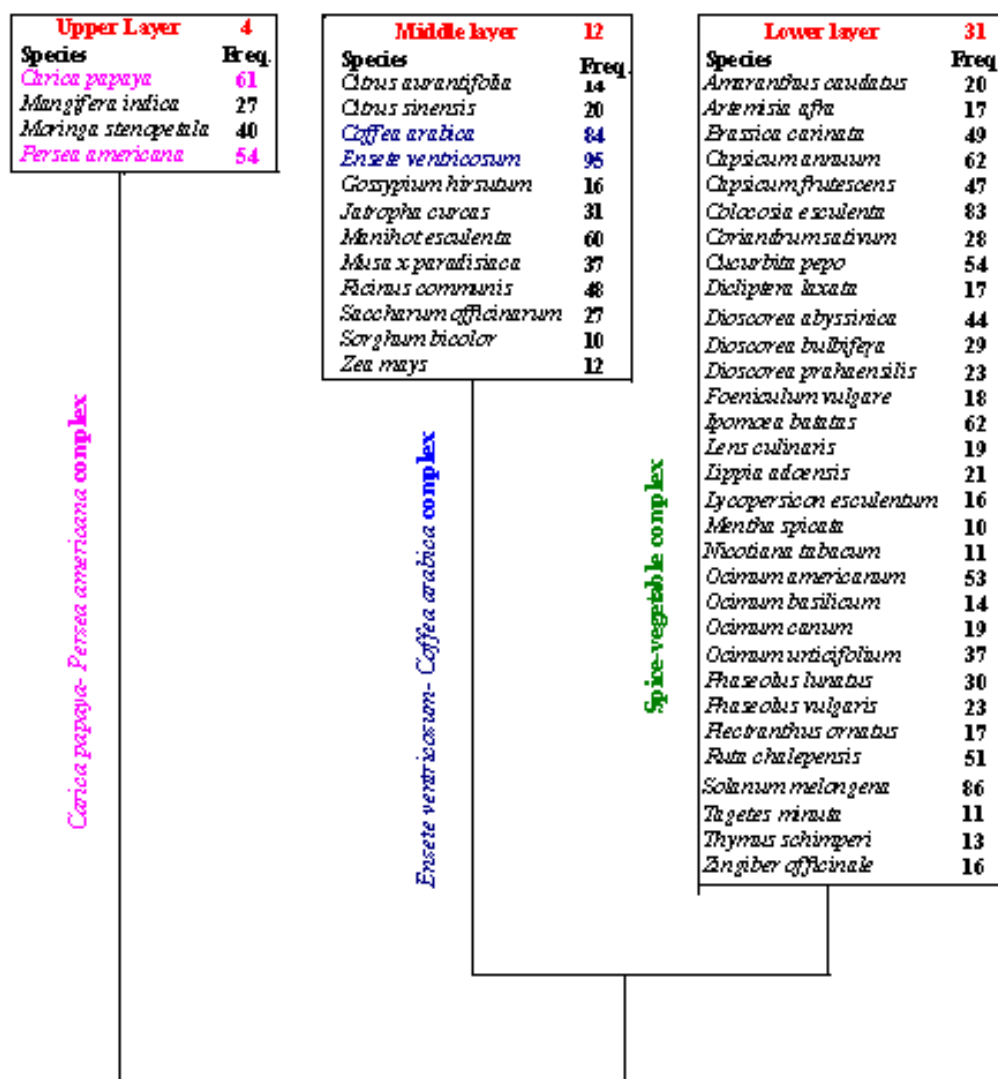 Upper Layer 4
Species Freq.
Carica papaya 61
Mangifera indica 27
Moringa stenopetala 40
Persea americana 54
Carica papaya- Persea americana complex
Middle layer 12
Species Freq.
Citrus aurantifolia 14
Citrus sinensis 20
Coffea arabica 84
Ensete ventricosum 95
Gossypium hirsutum 16
Jatropha curcas 31
Manihot esculenta 60
Musa x paradisiaca 37
Ricinus communis 48
Saccharum officinarum 27
Sorghum bicolor 10
Zea mays 12
Ensete ventricosum- Coffea arabica complex
Lower layer 31
Species Freq
Amaranthus caudatus 20
Artemisia afra 17
Brassica carinata 49
Capsicum annuum 62
Capsicum frutescens 47
Colocosia esculenta 83
Coriandrum sativum 28
Cucurbita pepo 54
Dicliptera laxata 17
Dioscorea abyssinica 44
Dioscorea bulbifera 29
Dioscorea prahaensilis 23
Foeniculum vulgare 18
Ipomoea batatas 62
Lens culinaris 19
Lippia adoensis 21
Lycopersicon esculentum 16
Mentha spicata 10
Nicotiana tabacum 11
Ocimum americanum 53
Ocimum basilicum 14
Ocimum canum 19
Ocimum urticifolium 37
Phaseolus lunatus 30
Phaseolus vulgaris 23
Plectranthus ornatus 17
Ruta chalepensis 51
Solanum melongena 86
Tagetes minuta 11
Thymus schimperi 13
Zingiber officinale 16
Spice-vegetable complex